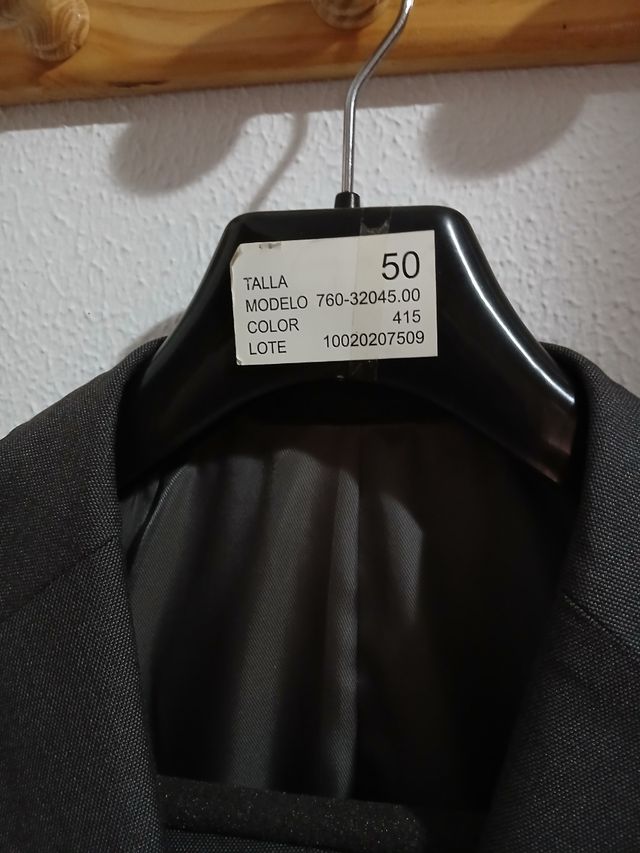 TALLA 50
MODELO 760-32045.00
COLOR 415
LOTE 10020207509